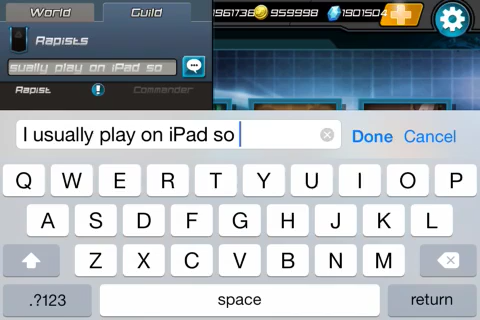 World Guild
1961736 959998 1901504
Rapists
sually play on iPad so
Rapist Commander
I usually play on iPad so
Done Cancel
Q W E R T Y U I O P
A S D F G H J K L
Z X C V B N M
.?123 space return